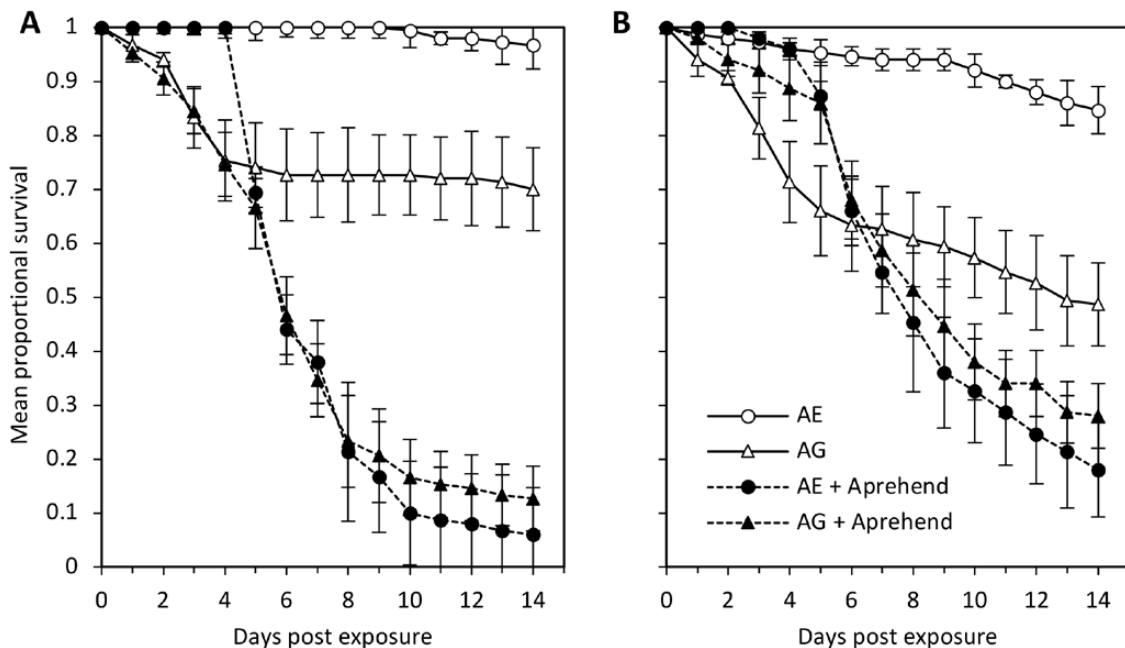 A
B
Mean proportional survival
1
0.9
0.8
0.7
0.6
0.5
0.4
0.3
0.2
0.1
0
0 2 4 6 8 10 12 14
Days post exposure
0 2 4 6 8 10 12 14
Days post exposure
AE
AG
AE + Aprehend
AG + Aprehend